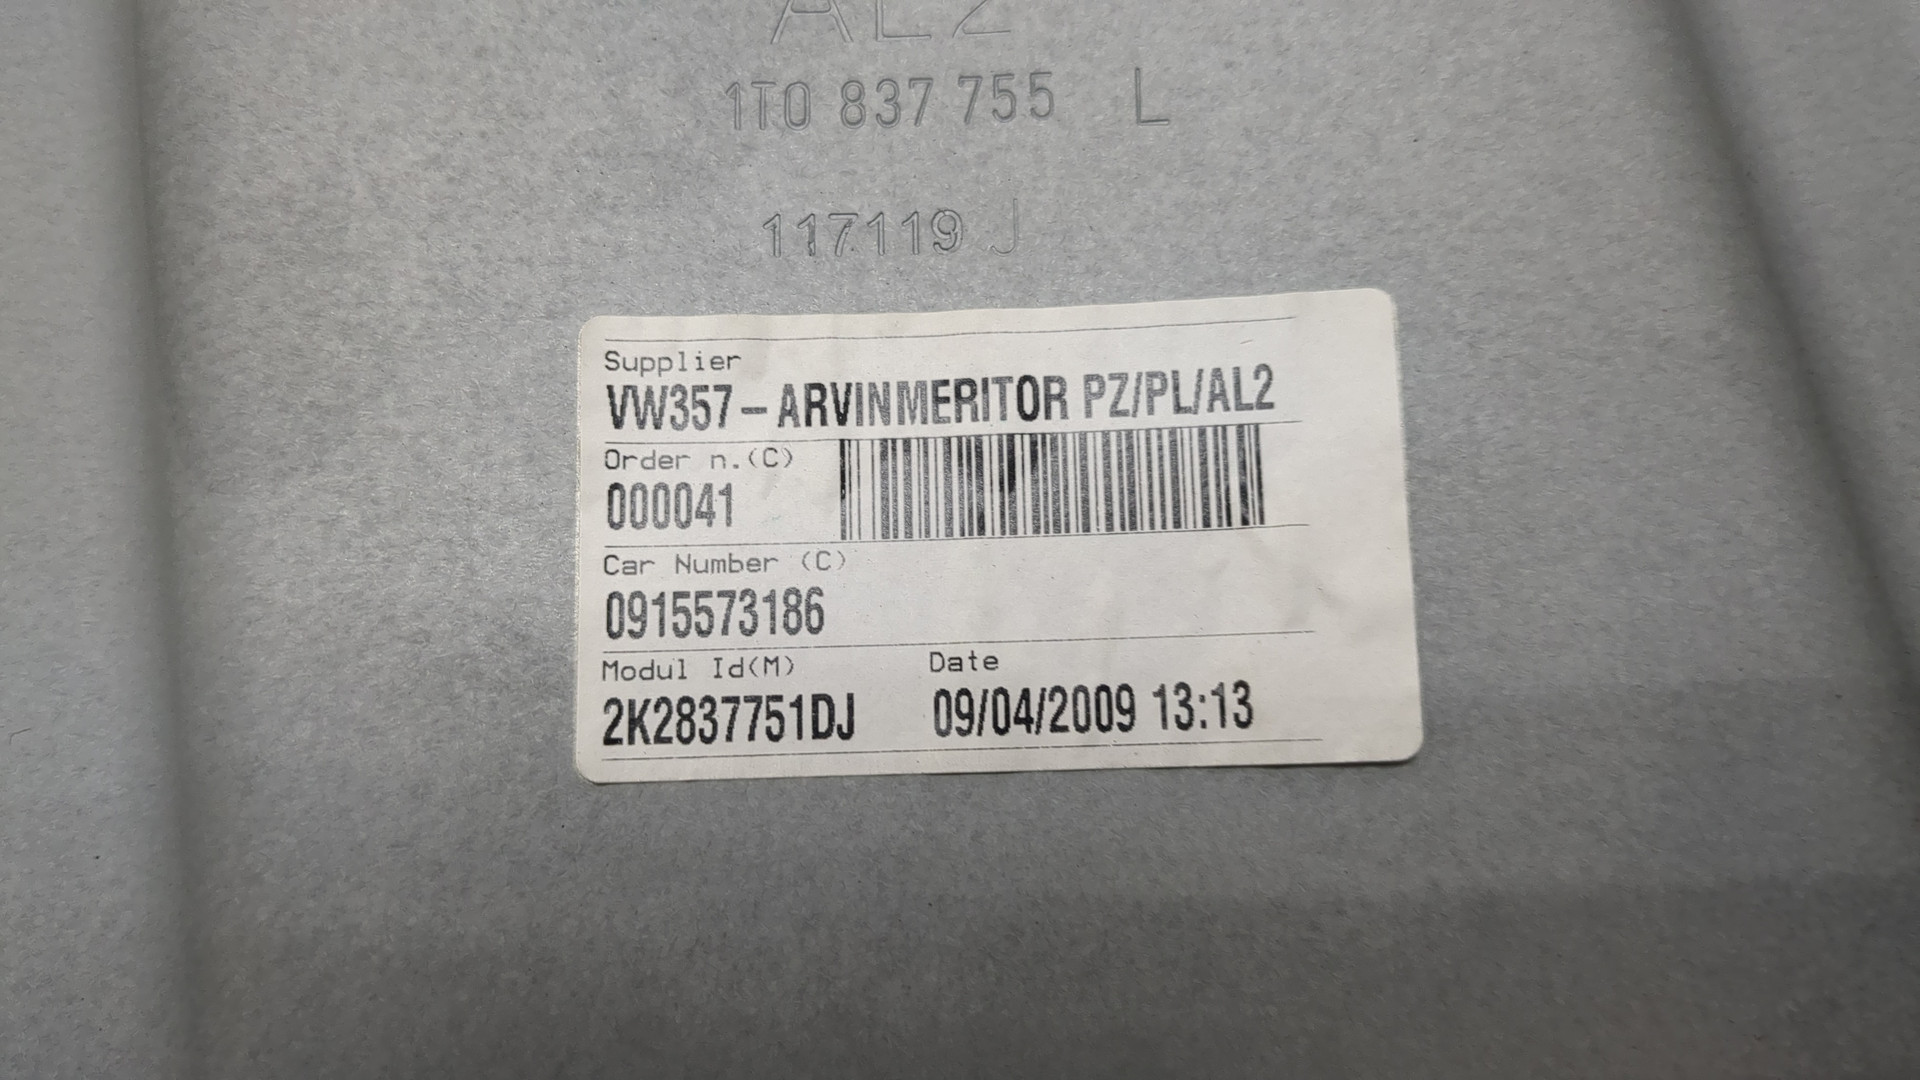 AL2
1T0 837 755 L
117119 J
Supplier
VW357-ARVINMERITOR PZ/PL/AL2
Order n.(C)
000041
Car Number (C)
0915573186
Modul Id(M) Date
2K2837751DJ 09/04/2009 13:13